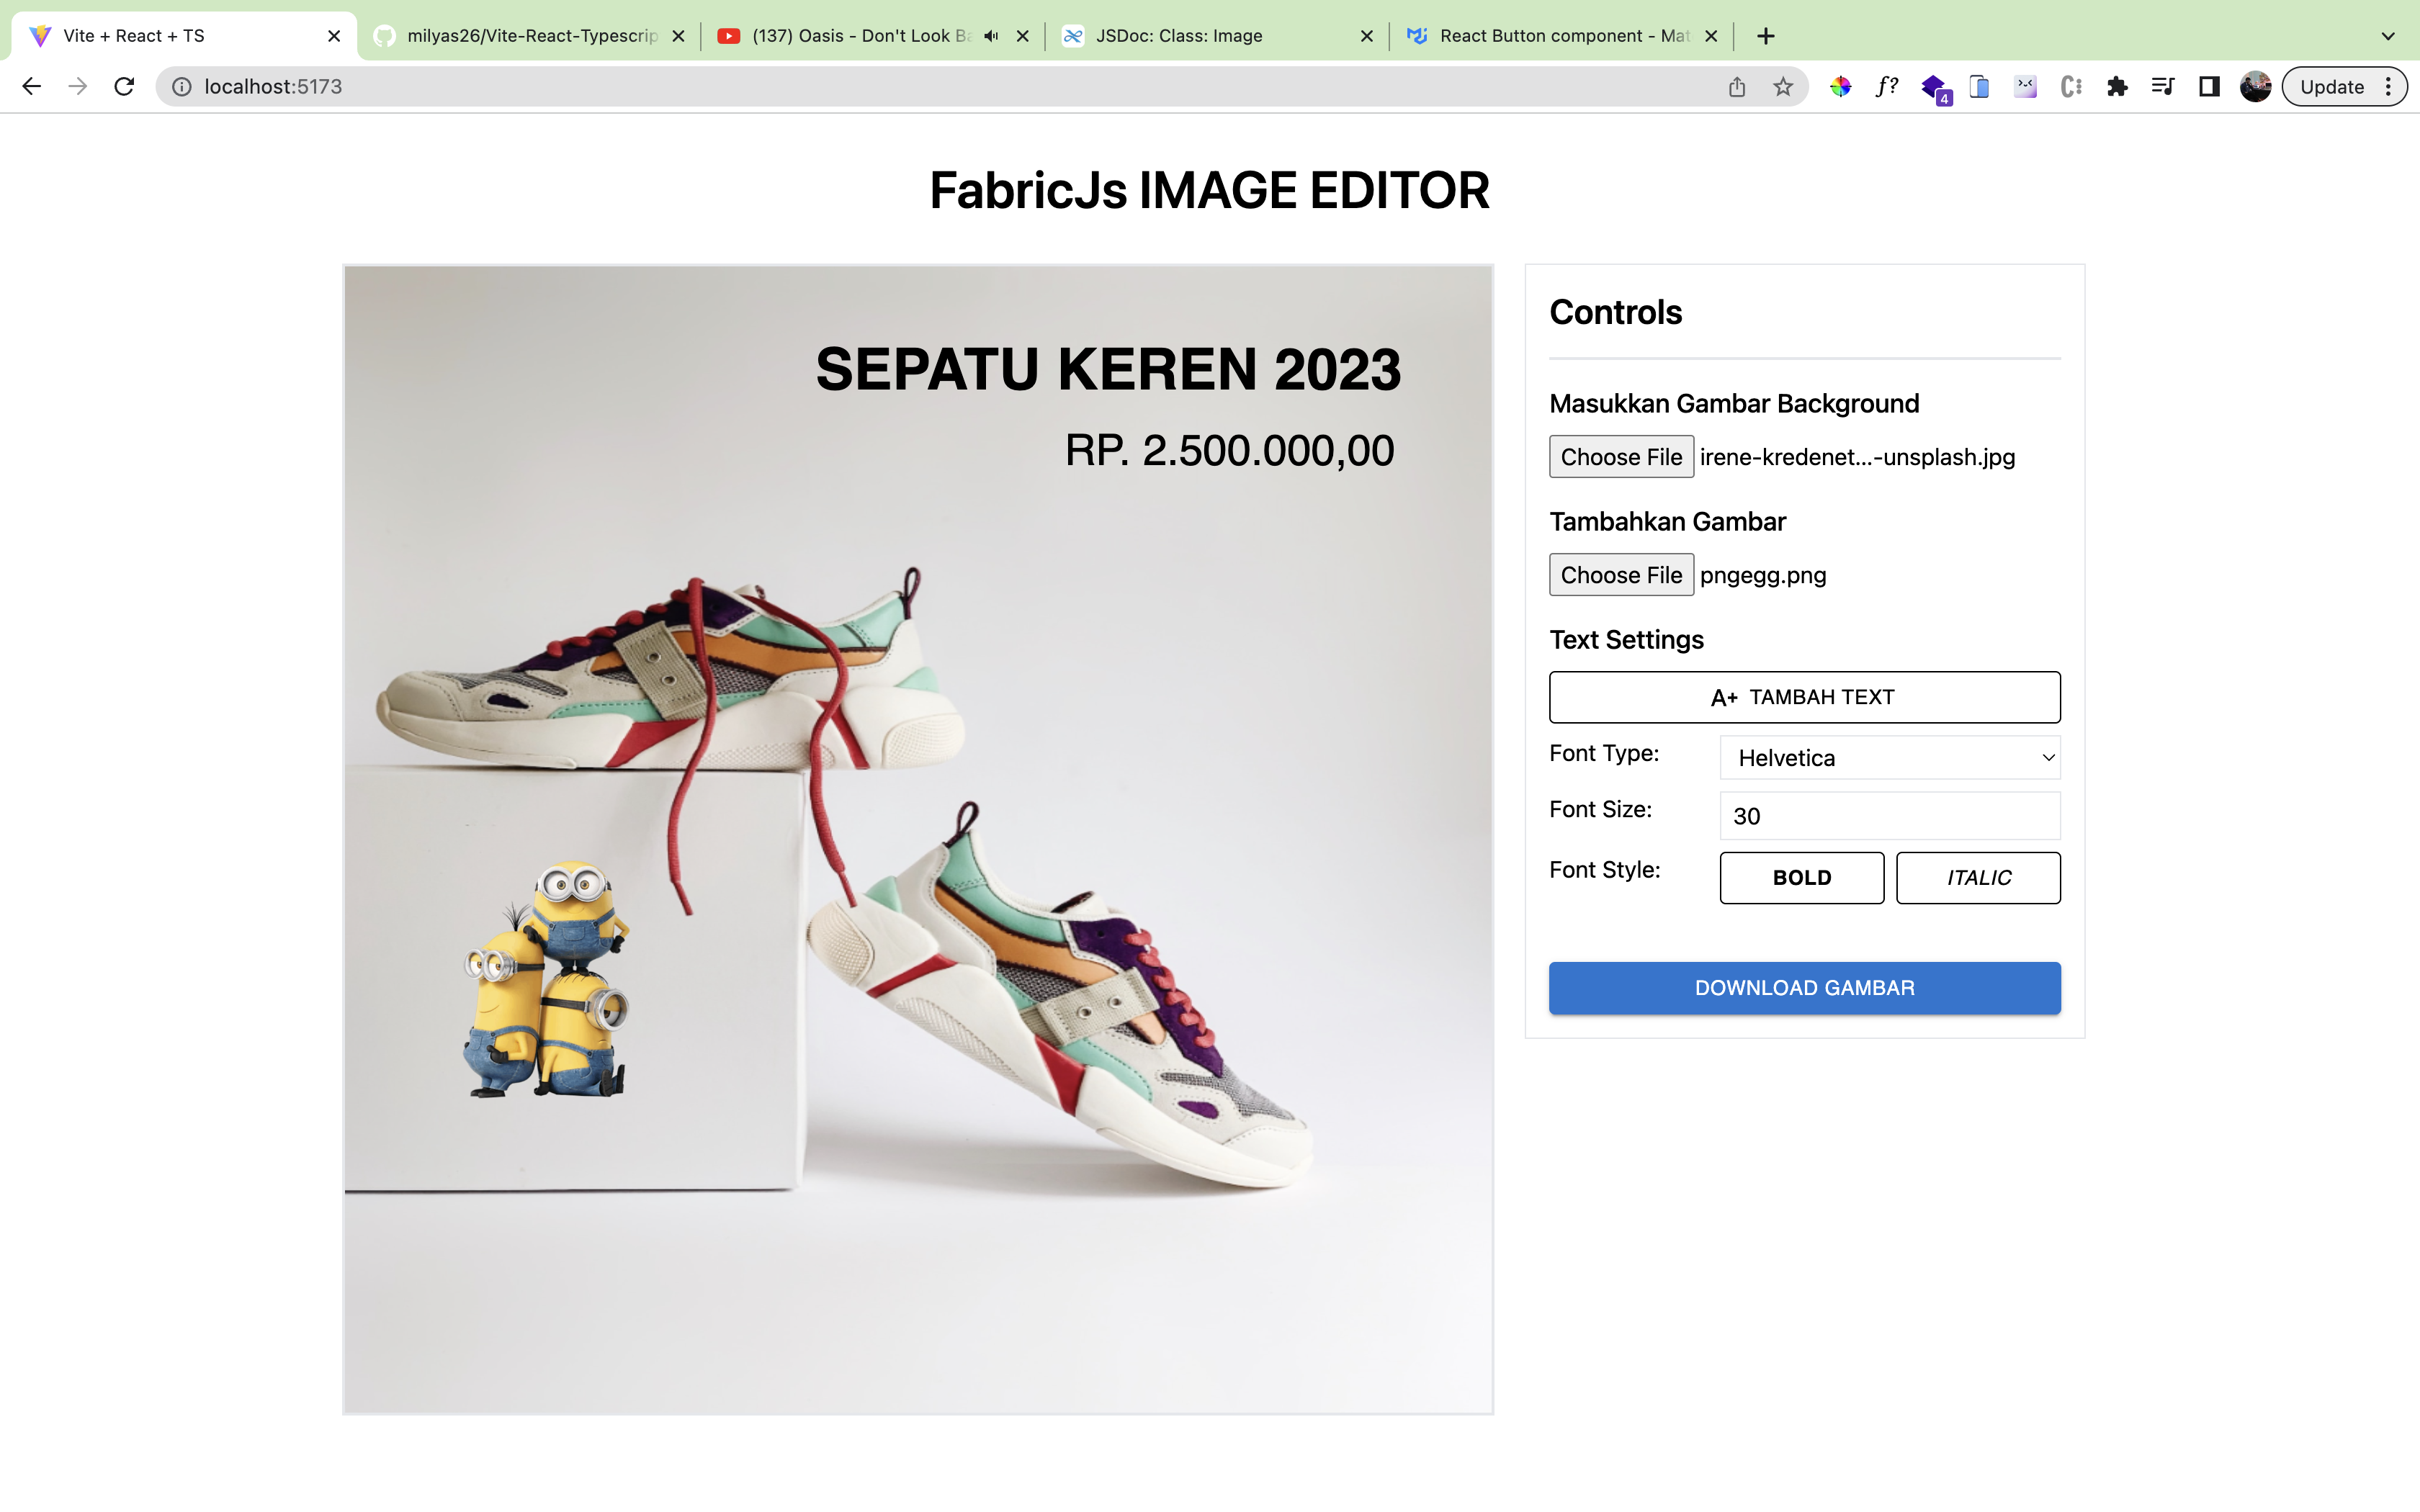 Vite + React + TS
milyas26/Vite-React-Typescrip
(137) Oasis - Don't Look Ba
JSDoc: Class: Image
React Button component - Mat
localhost:5173
f?
4
Update
FabricJs IMAGE EDITOR
SEPATU KEREN 2023
RP. 2.500.000,00
Controls
Masukkan Gambar Background
Choose File irene-kredenet...-unsplash.jpg
Tambahkan Gambar
Choose File pngegg.png
Text Settings
A+ TAMBAH TEXT
Font Type: Helvetica
Font Size: 30
Font Style: BOLD ITALIC
DOWNLOAD GAMBAR